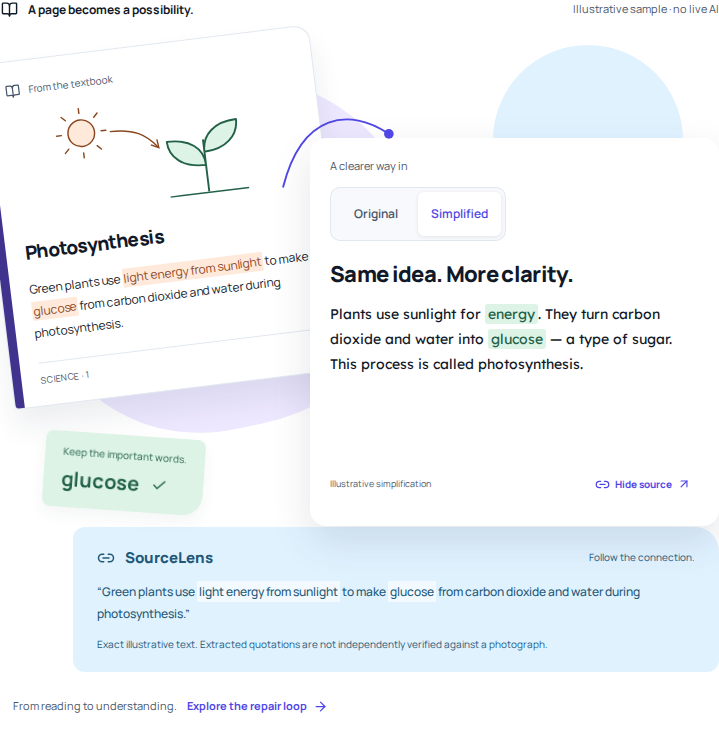 A page becomes a possibility.
Illustrative sample · no live AI
From the textbook
Photosynthesis
Green plants use light energy from sunlight to make
glucose from carbon dioxide and water during
photosynthesis.
SCIENCE · 1
A clearer way in
Original
Simplified
Same idea. More clarity.
Plants use sunlight for energy. They turn carbon
dioxide and water into glucose — a type of sugar.
This process is called photosynthesis.
Illustrative simplification
Hide source
Keep the important words.
glucose
SourceLens
Follow the connection.
“Green plants use light energy from sunlight to make glucose from carbon dioxide and water during
photosynthesis.”
Exact illustrative text. Extracted quotations are not independently verified against a photograph.
From reading to understanding.
Explore the repair loop